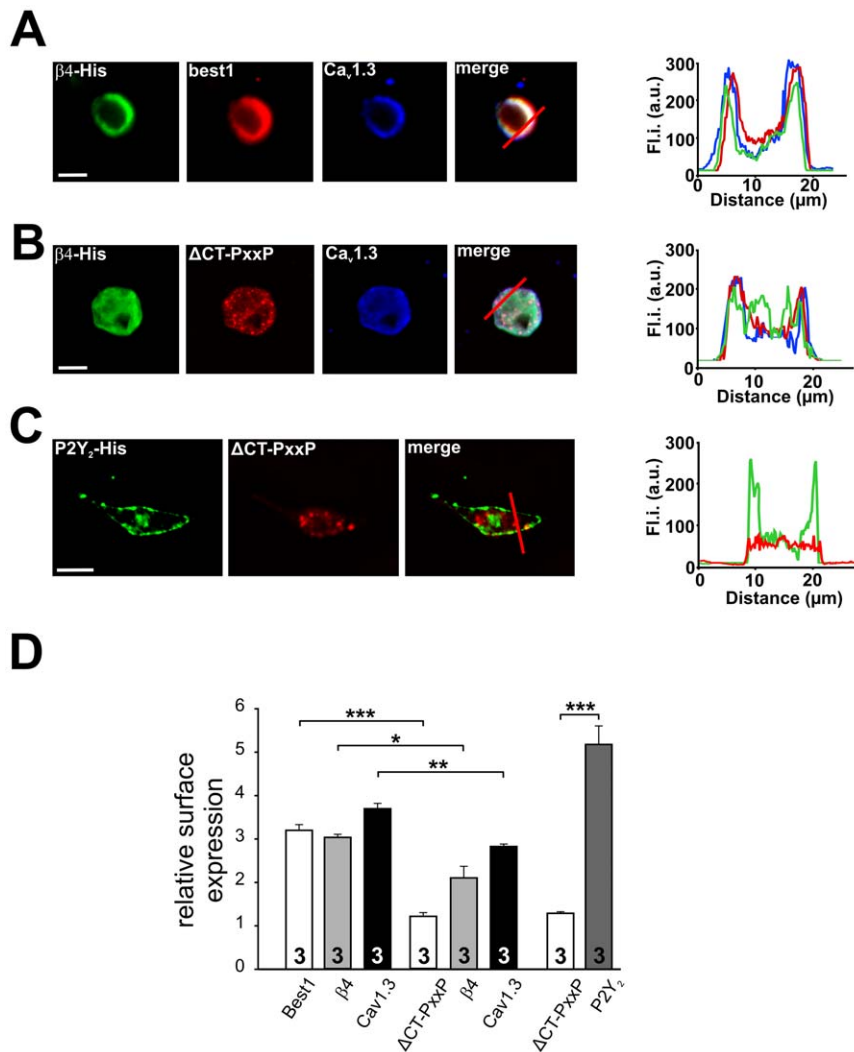 A
β4-His best1 Caᵥ1.3 merge
Fl.i. (a.u.)
300
200
100
0 10 20
Distance (µm)
B
β4-His ΔCT-PxxP Caᵥ1.3 merge
Fl.i. (a.u.)
300
200
100
0 10 20
Distance (µm)
C
P2Y₂-His ΔCT-PxxP merge
Fl.i. (a.u.)
300
200
100
0 10 20
Distance (µm)
D
relative surface
expression
6
5
4
3
2
1
0
***
*
**
***
3 3 3 3 3 3 3 3
Best1 β4 Cav1.3 ΔCT-PxxP β4 Cav1.3 ΔCT-PxxP P2Y₂